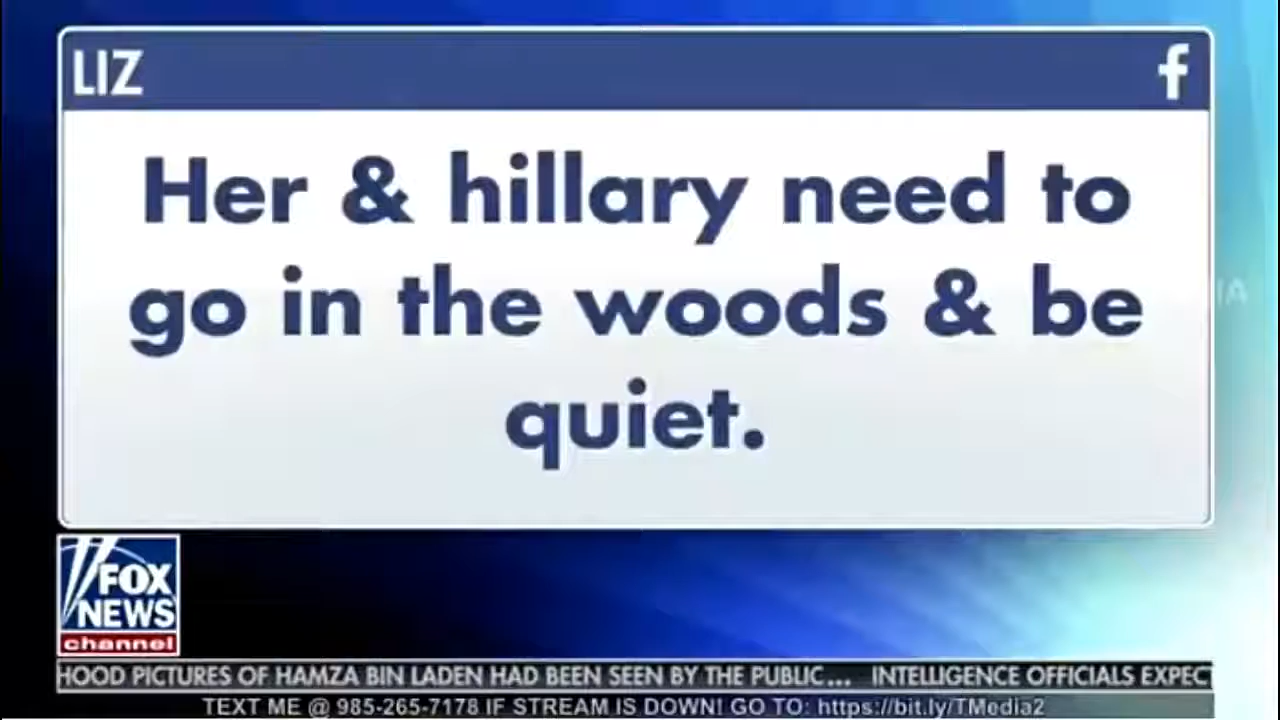 LIZ
f
Her & hillary need to
go in the woods & be
quiet.
IA
FOX
NEWS
channel
HOOD PICTURES OF HAMZA BIN LADEN HAD BEEN SEEN BY THE PUBLIC... INTELLIGENCE OFFICIALS EXPEC
TEXT ME @ 985-265-7178 IF STREAM IS DOWN! GO TO: https://bit.ly/TMedia2